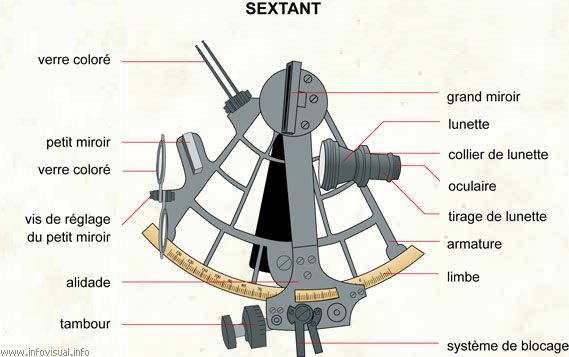 SEXTANT
verre coloré
petit miroir
verre coloré
vis de réglage
du petit miroir
alidade
tambour
grand miroir
lunette
collier de lunette
oculaire
tirage de lunette
armature
limbe
système de blocage
www.infovisual.info